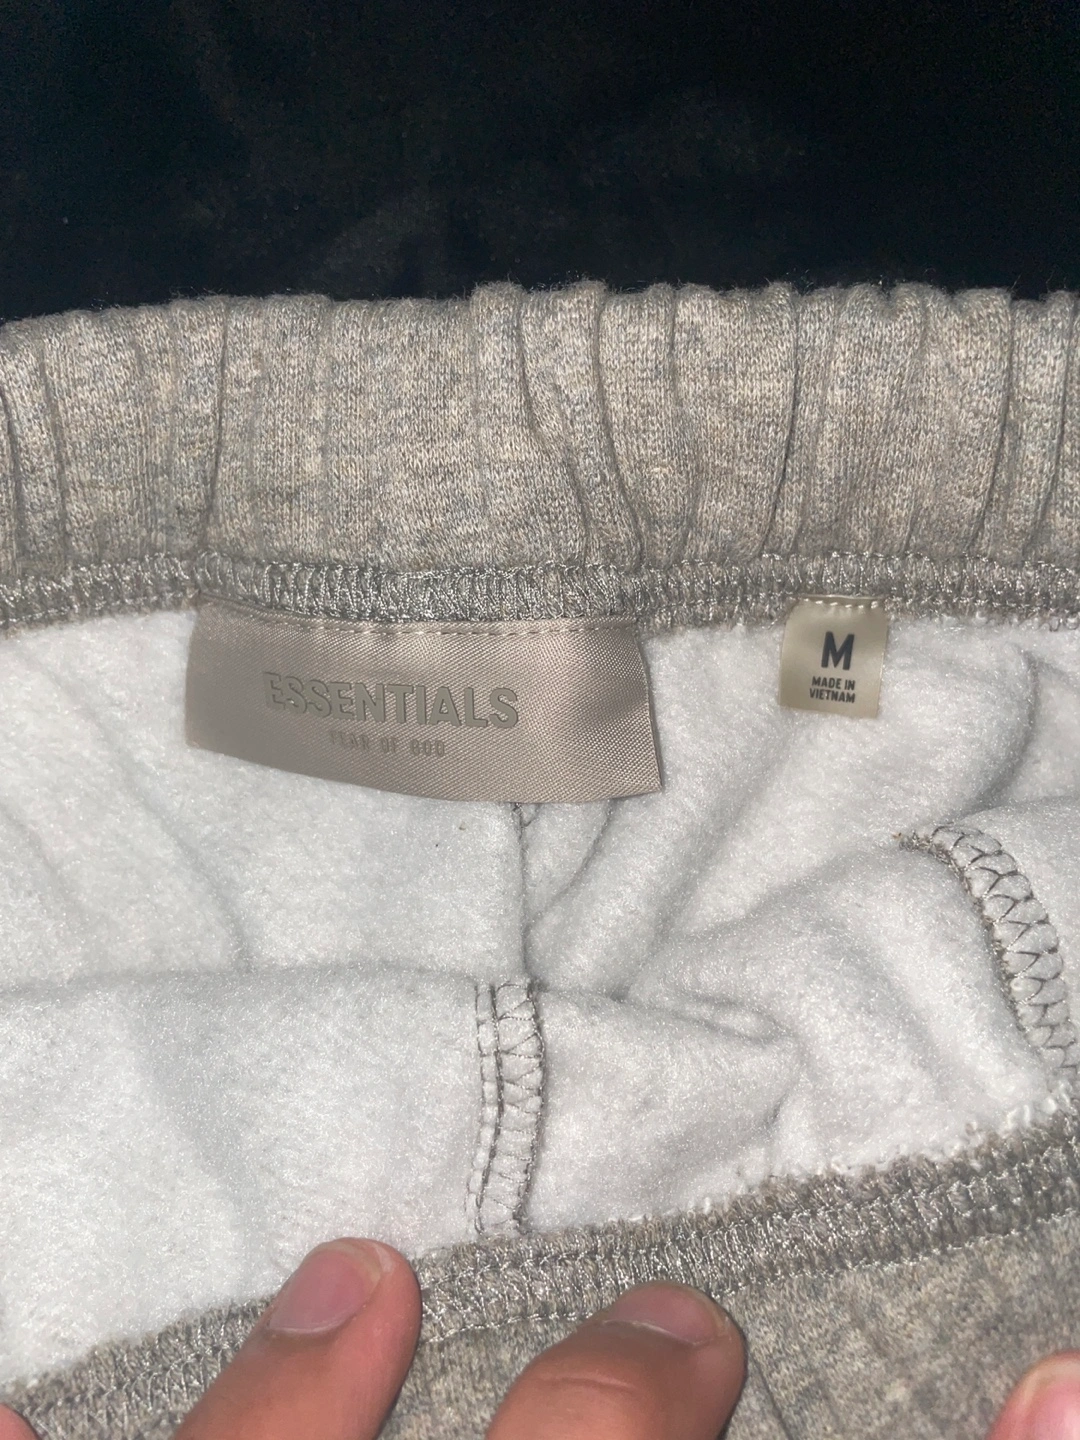 ESSENTIALS
FEAR OF GOD
M
MADE IN
VIETNAM